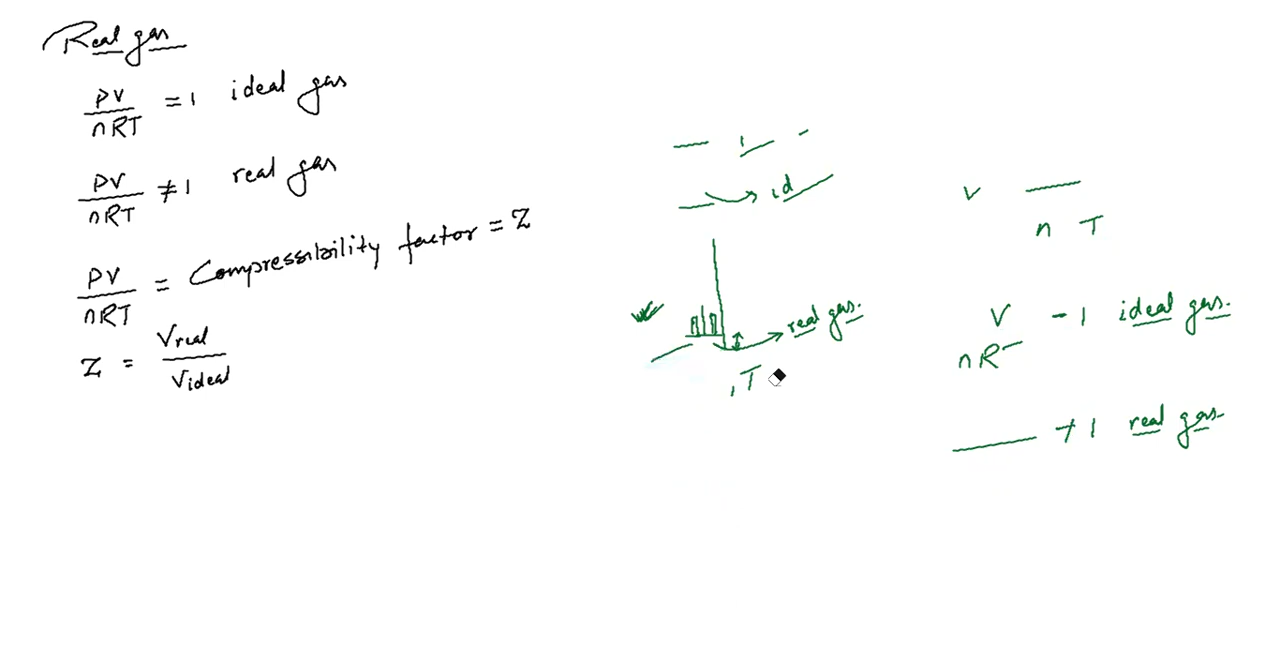 Real gas
PV/nRT = 1 ideal gas
PV/nRT ≠ 1 real gas
PV/nRT = Compressibility factor = Z
Z = Vreal/Videal
id
real gas.
, T
V
n T
V - 1 ideal gas.
nR
≠ 1 real gas